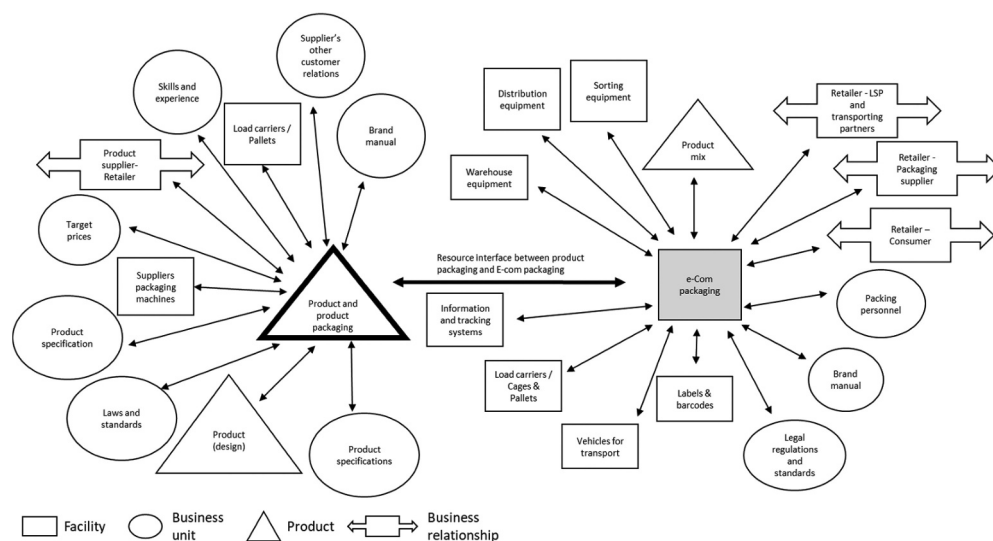 Supplier's
other
customer
relations
Skills and
experience
Load carriers /
Pallets
Brand
manual
Product
supplier-
Retailer
Target
prices
Suppliers
packaging
machines
Product
specification
Laws and
standards
Product
(design)
Product
specifications
Product and
product
packaging
Resource interface between product
packaging and E-com packaging
Distribution
equipment
Sorting
equipment
Product
mix
Retailer - LSP
and
transporting
partners
Warehouse
equipment
Retailer -
Packaging
supplier
Retailer –
Consumer
e-Com
packaging
Information
and tracking
systems
Packing
personnel
Load carriers /
Cages &
Pallets
Labels &
barcodes
Brand
manual
Vehicles for
transport
Legal
regulations and
standards
Facility
Business
unit
Product
Business
relationship